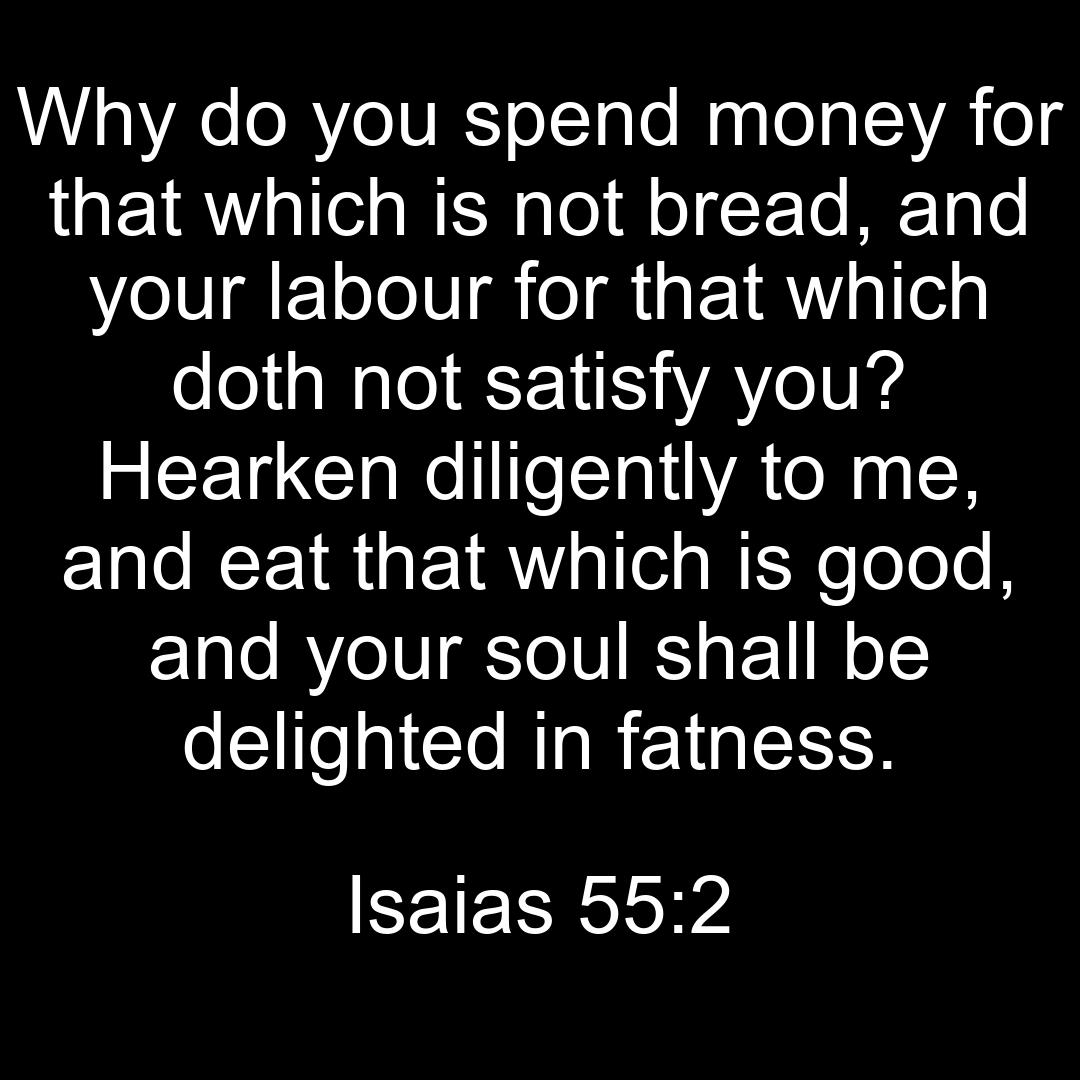 Why do you spend money for
that which is not bread, and
your labour for that which
doth not satisfy you?
Hearken diligently to me,
and eat that which is good,
and your soul shall be
delighted in fatness.
Isaias 55:2